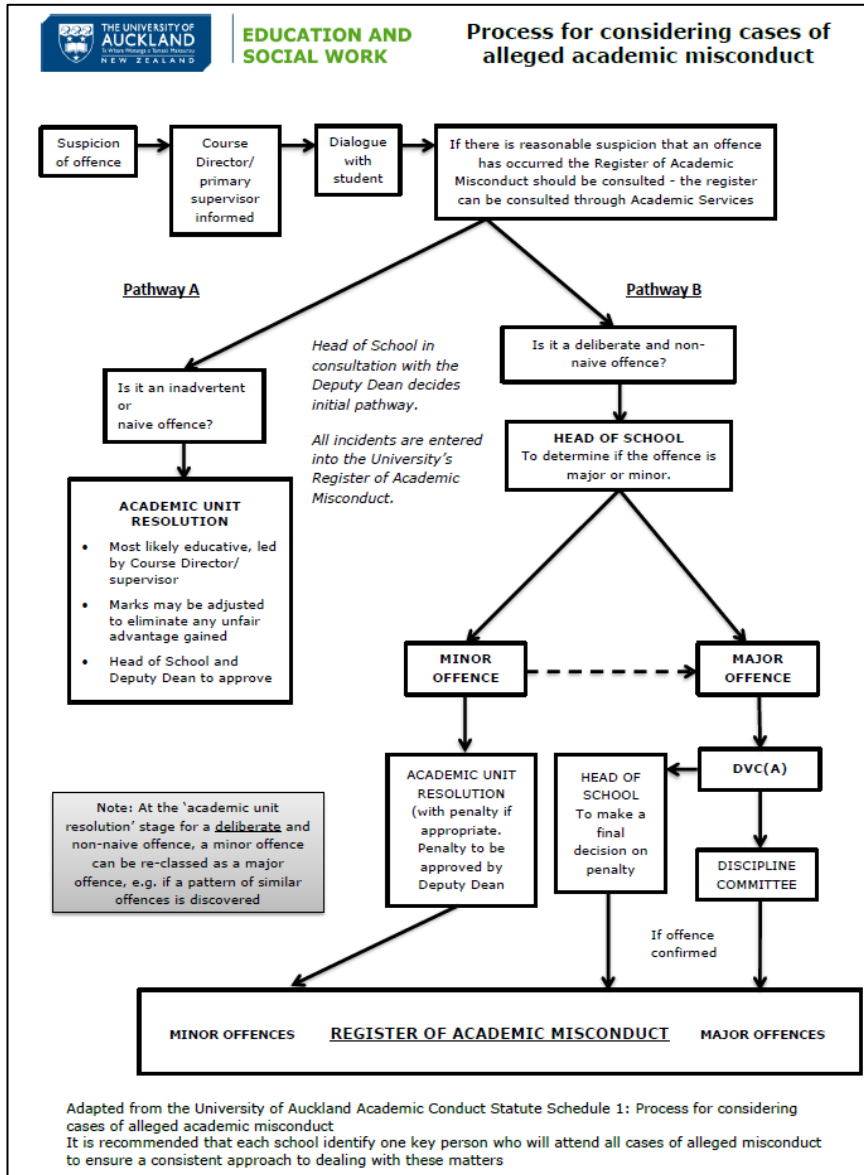 THE UNIVERSITY OF
AUCKLAND
Te Whare Wānanga o Tāmaki Makaurau
NEW ZEALAND
EDUCATION AND
SOCIAL WORK
Process for considering cases of
alleged academic misconduct
Suspicion
of offence
Course
Director/
primary
supervisor
informed
Dialogue
with
student
If there is reasonable suspicion that an offence
has occurred the Register of Academic
Misconduct should be consulted - the register
can be consulted through Academic Services
Pathway A
Pathway B
Head of School in
consultation with the
Deputy Dean decides
initial pathway.
All incidents are entered
into the University's
Register of Academic
Misconduct.
Is it a deliberate and non-
naive offence?
Is it an inadvertent
or
naive offence?
HEAD OF SCHOOL
To determine if the offence is
major or minor.
ACADEMIC UNIT
RESOLUTION
• Most likely educative, led
by Course Director/
supervisor
• Marks may be adjusted
to eliminate any unfair
advantage gained
• Head of School and
Deputy Dean to approve
MINOR
OFFENCE
MAJOR
OFFENCE
ACADEMIC UNIT
RESOLUTION
(with penalty if
appropriate.
Penalty to be
approved by
Deputy Dean
HEAD OF
SCHOOL
To make a
final
decision on
penalty
DVC(A)
DISCIPLINE
COMMITTEE
Note: At the 'academic unit
resolution' stage for a deliberate and
non-naive offence, a minor offence
can be re-classed as a major
offence, e.g. if a pattern of similar
offences is discovered
If offence
confirmed
MINOR OFFENCES REGISTER OF ACADEMIC MISCONDUCT MAJOR OFFENCES
Adapted from the University of Auckland Academic Conduct Statute Schedule 1: Process for considering
cases of alleged academic misconduct
It is recommended that each school identify one key person who will attend all cases of alleged misconduct
to ensure a consistent approach to dealing with these matters